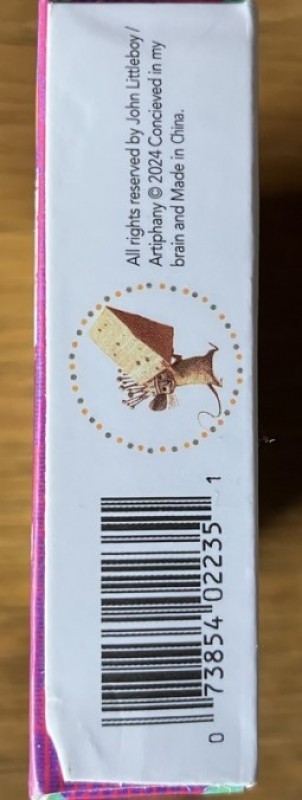 All rights reserved by John Littleboy /
Artiphany © 2024 Concieved in my
brain and Made in China.
0 73854 02235 1